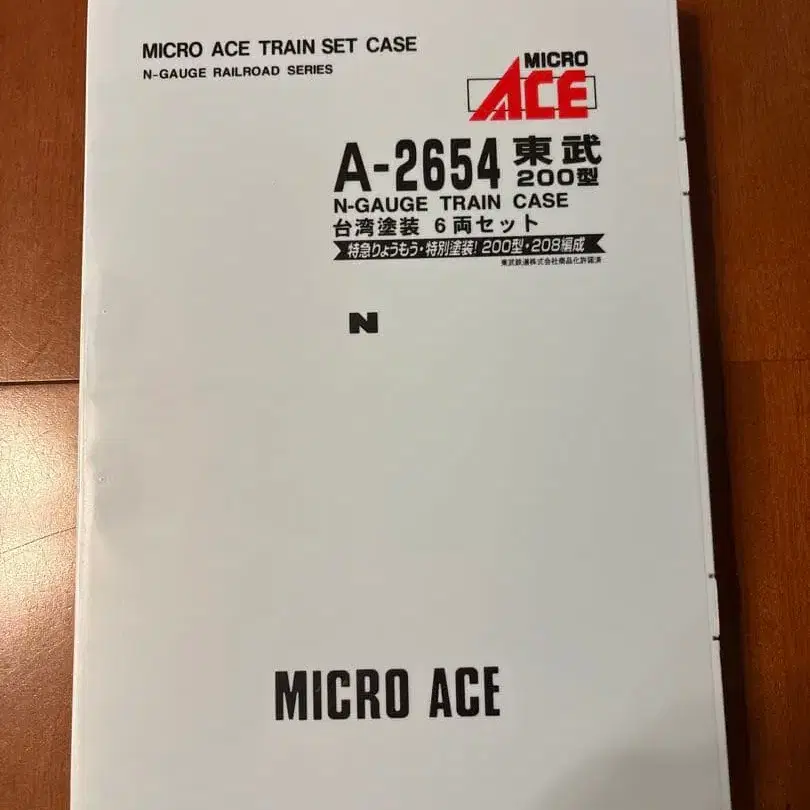 MICRO ACE TRAIN SET CASE
N-GAUGE RAILROAD SERIES
MICRO
ACE
A-2654 東武
200型
N-GAUGE TRAIN CASE
台湾塗装 6両セット
特急りょうもう・特別塗装! 200型・208編成
東武鉄道株式会社商品化許諾済
N
MICRO ACE